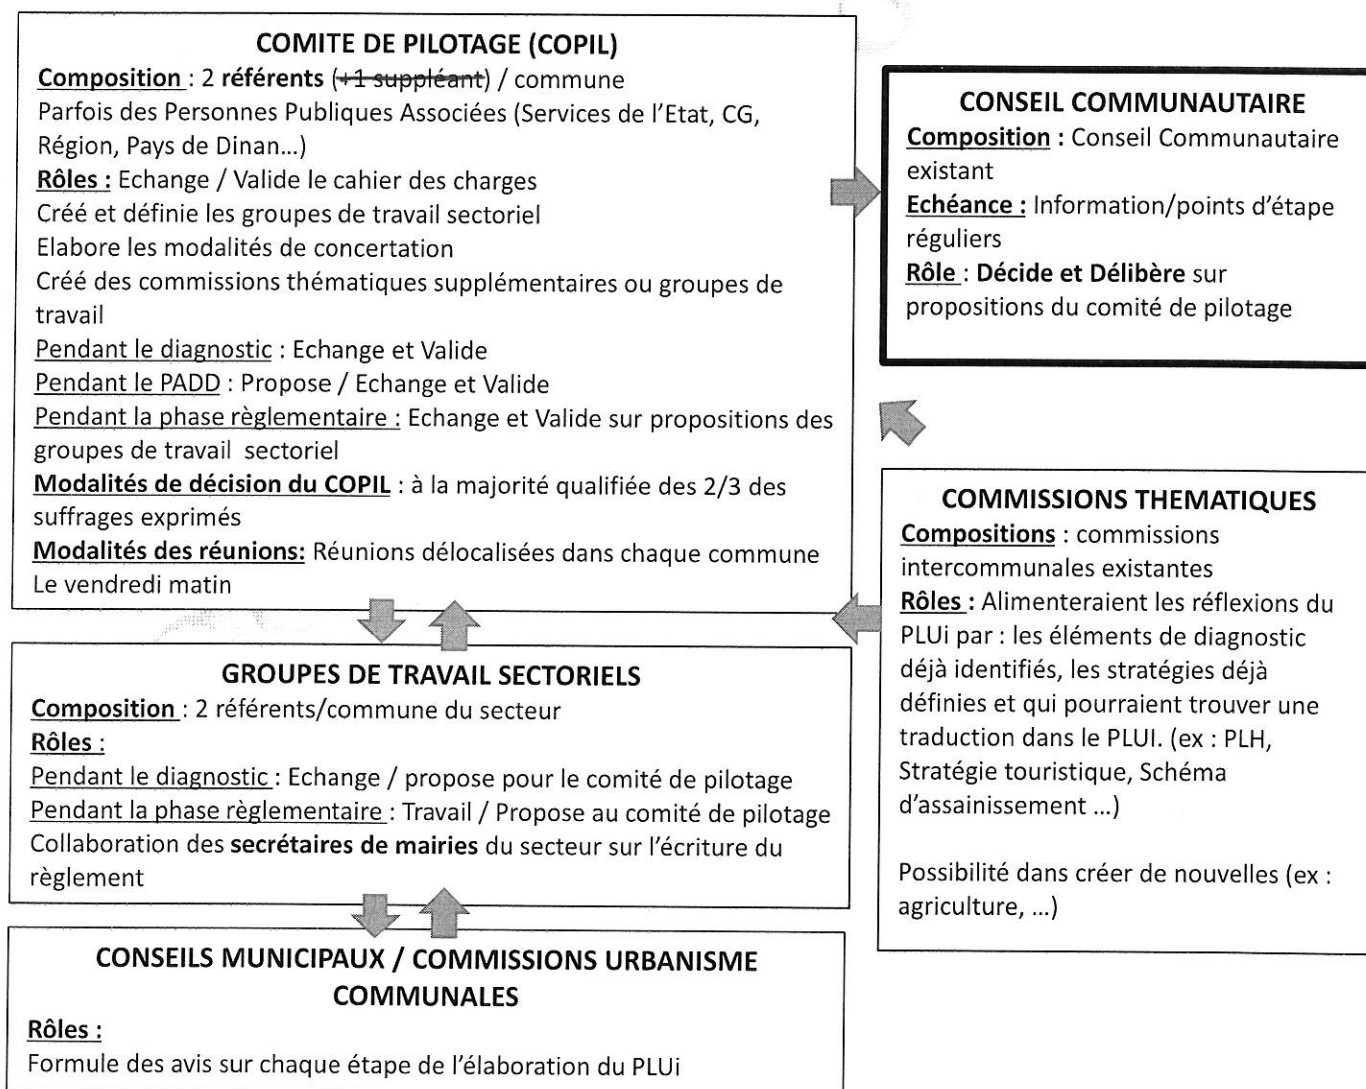 COMITE DE PILOTAGE (COPIL)
Composition : 2 référents (+1 suppléant) / commune
Parfois des Personnes Publiques Associées (Services de l'Etat, CG,
Région, Pays de Dinan...)
Rôles : Echange / Valide le cahier des charges
Créé et définie les groupes de travail sectoriel
Elabore les modalités de concertation
Créé des commissions thématiques supplémentaires ou groupes de
travail
Pendant le diagnostic : Echange et Valide
Pendant le PADD : Propose / Echange et Valide
Pendant la phase règlementaire : Echange et Valide sur propositions des
groupes de travail sectoriel
Modalités de décision du COPIL : à la majorité qualifiée des 2/3 des
suffrages exprimés
Modalités des réunions: Réunions délocalisées dans chaque commune
Le vendredi matin
CONSEIL COMMUNAUTAIRE
Composition : Conseil Communautaire
existant
Echéance : Information/points d'étape
réguliers
Rôle : Décide et Délibère sur
propositions du comité de pilotage
COMMISSIONS THEMATIQUES
Compositions : commissions
intercommunales existantes
Rôles : Alimenteraient les réflexions du
PLUi par : les éléments de diagnostic
déjà identifiés, les stratégies déjà
définies et qui pourraient trouver une
traduction dans le PLUI. (ex : PLH,
Stratégie touristique, Schéma
d'assainissement ...)
Possibilité dans créer de nouvelles (ex :
agriculture, ...)
GROUPES DE TRAVAIL SECTORIELS
Composition : 2 référents/commune du secteur
Rôles :
Pendant le diagnostic : Echange / propose pour le comité de pilotage
Pendant la phase règlementaire : Travail / Propose au comité de pilotage
Collaboration des secrétaires de mairies du secteur sur l'écriture du
règlement
CONSEILS MUNICIPAUX / COMMISSIONS URBANISME
COMMUNALES
Rôles :
Formule des avis sur chaque étape de l'élaboration du PLUi